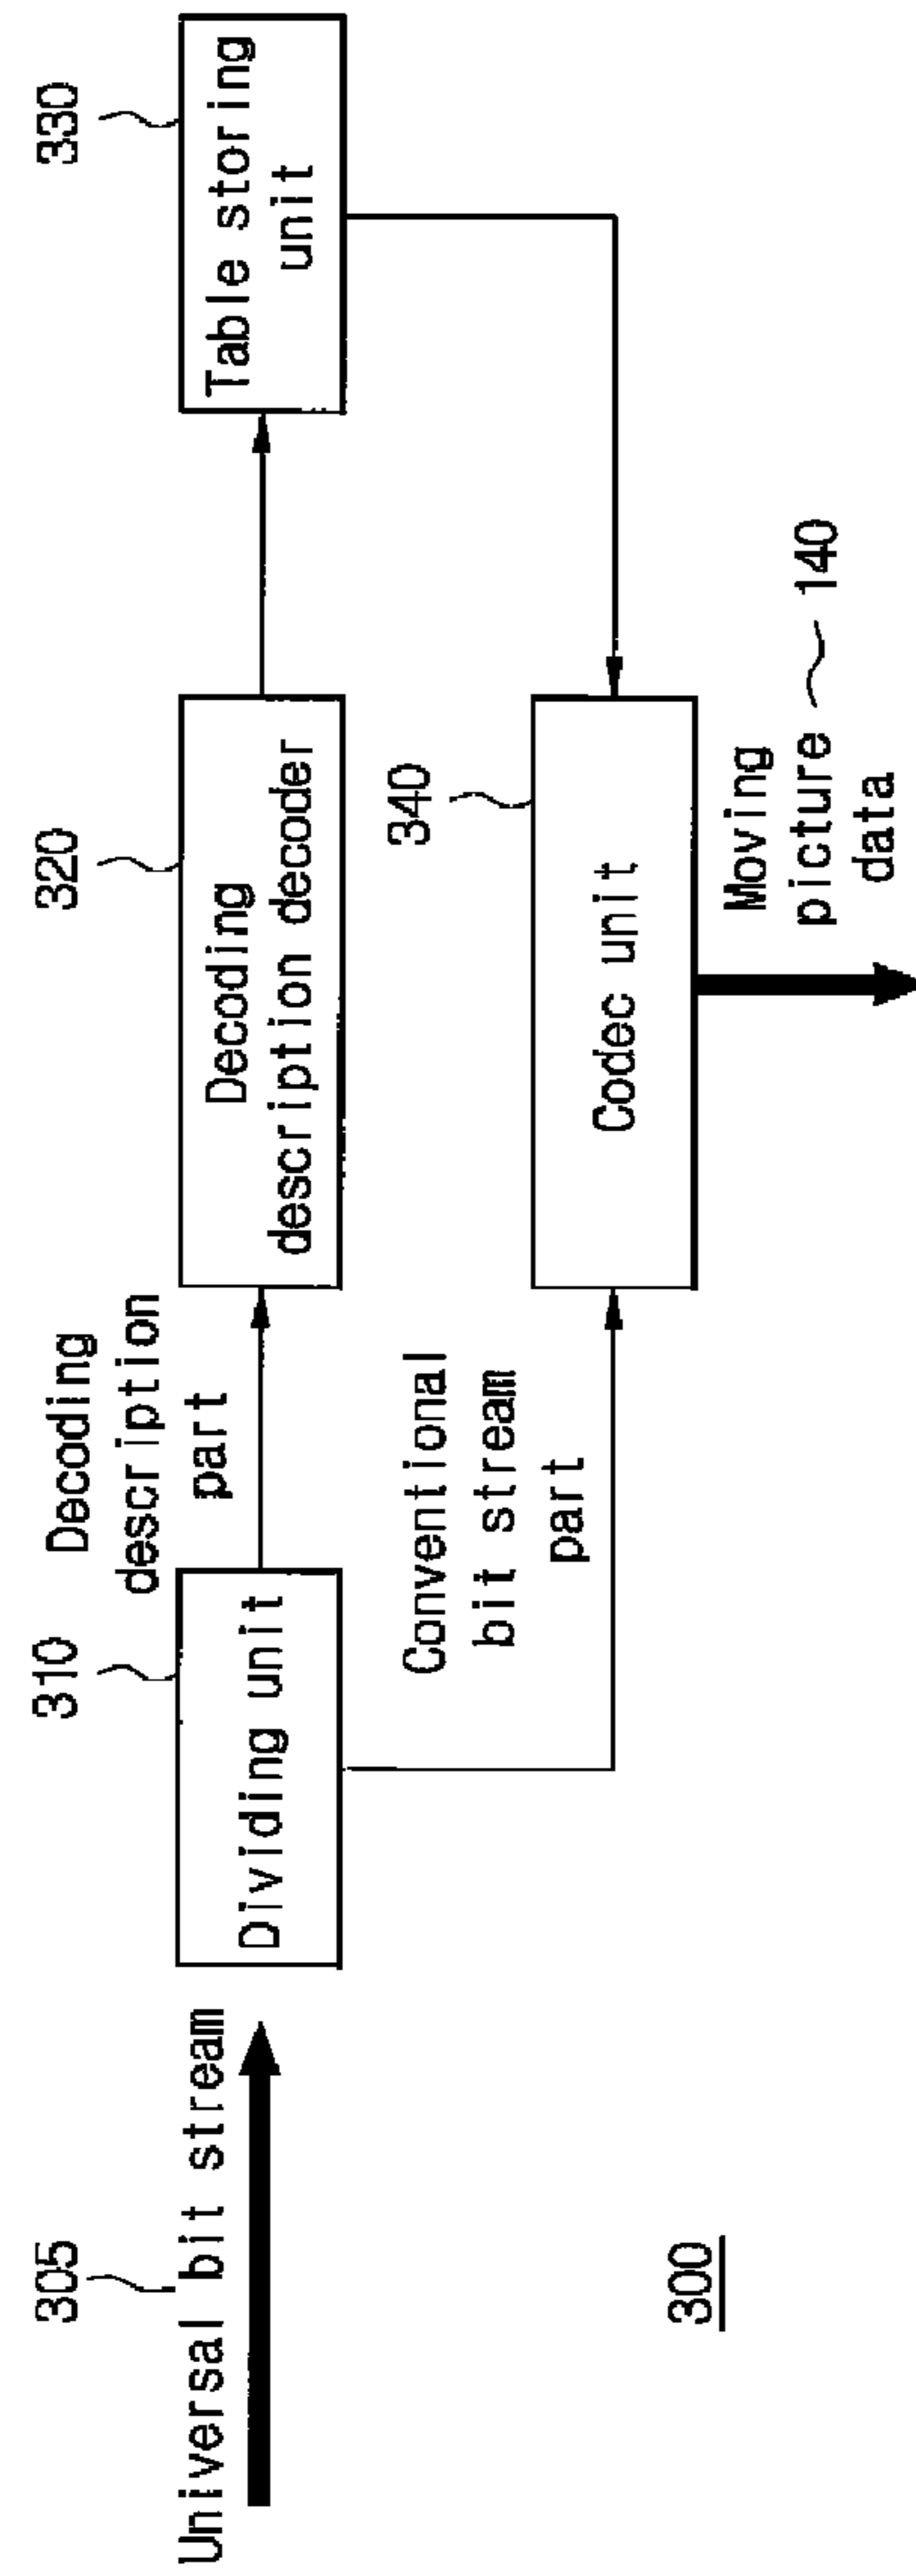 305
Universal bit stream
310
Dividing unit
Decoding
description
part
320
Decoding
description decoder
330
Table storing
unit
Conventional
bit stream
part
340
Codec unit
Moving
picture 140
data
300